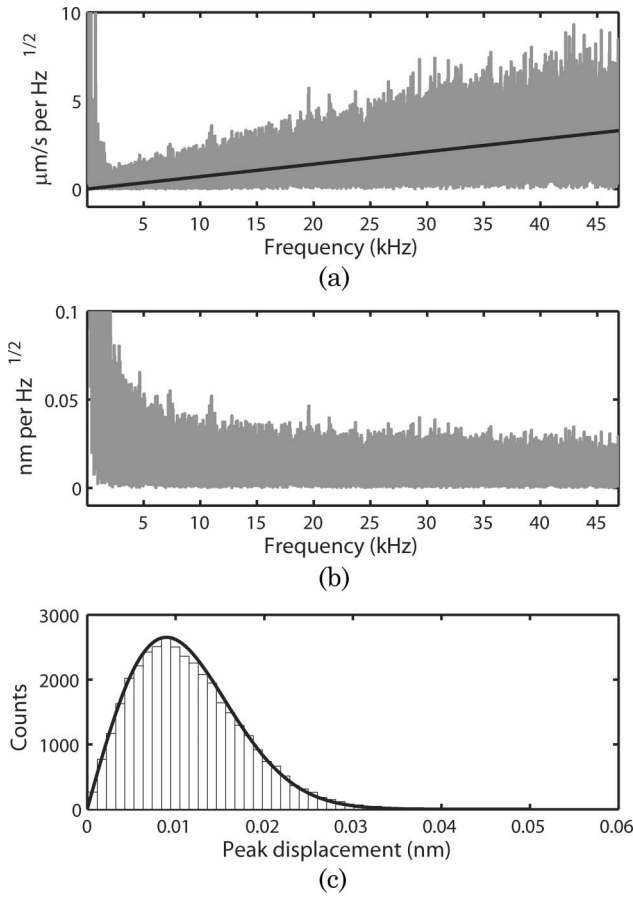 10
5
0
µm/s per Hz 1/2
5 10 15 20 25 30 35 40 45
Frequency (kHz)
(a)
0.1
0.05
0
nm per Hz 1/2
5 10 15 20 25 30 35 40 45
Frequency (kHz)
(b)
3000
2000
1000
0
Counts
0 0.01 0.02 0.03 0.04 0.05 0.06
Peak displacement (nm)
(c)